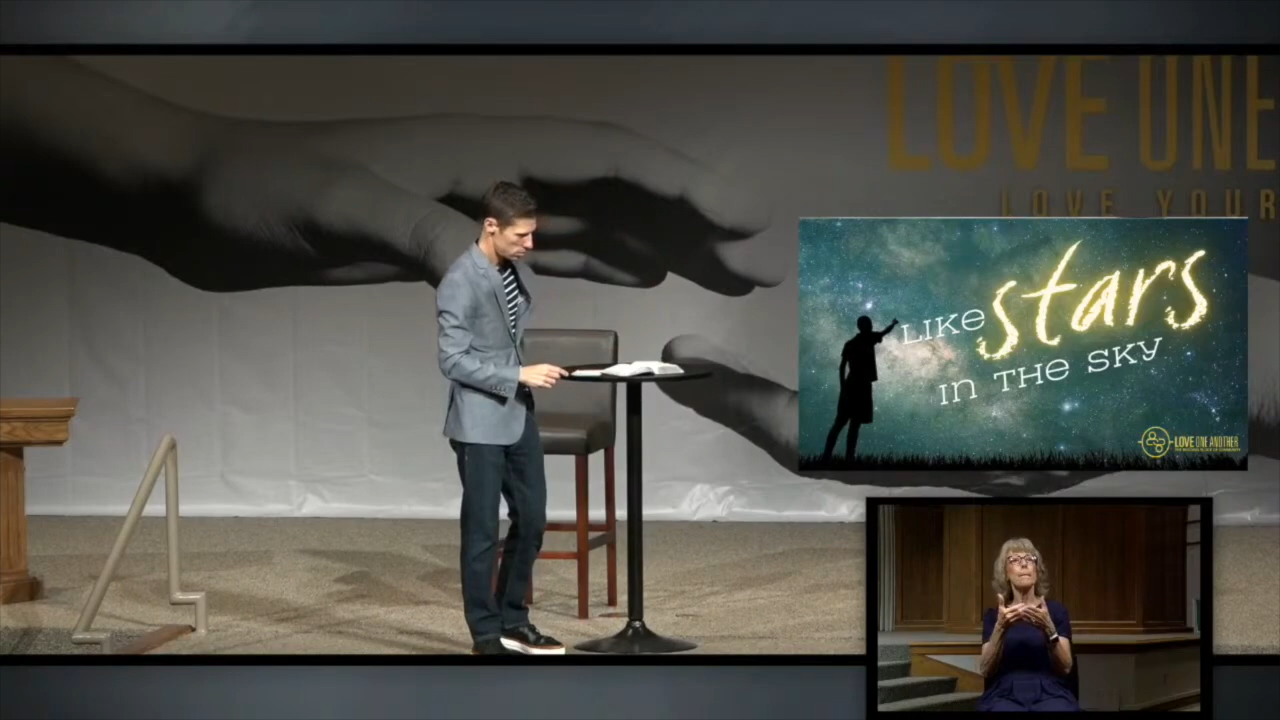 LOVE ONE
LOVE YOUR
LIKE stars
IN THE SKY
LOVE ONE ANOTHER